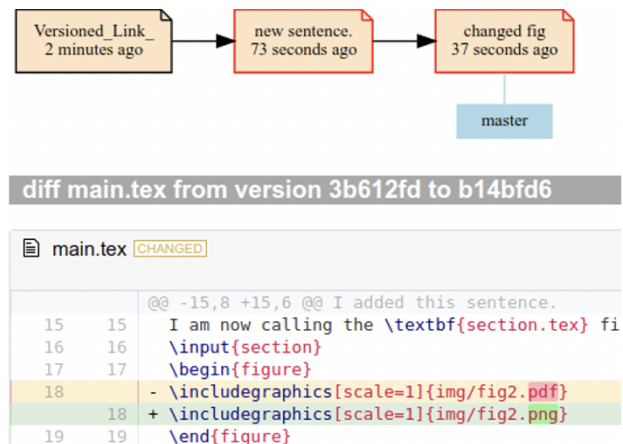 Versioned_Link_
2 minutes ago
new sentence.
73 seconds ago
changed fig
37 seconds ago
master
diff main.tex from version 3b612fd to b14bfd6
main.tex CHANGED
@@ -15,8 +15,6 @@ I added this sentence.
15 15 I am now calling the \textbf{section.tex} fi
16 16 \input{section}
17 17 \begin{figure}
18 - \includegraphics[scale=1]{img/fig2.pdf}
18 + \includegraphics[scale=1]{img/fig2.png}
19 19 \end{figure}